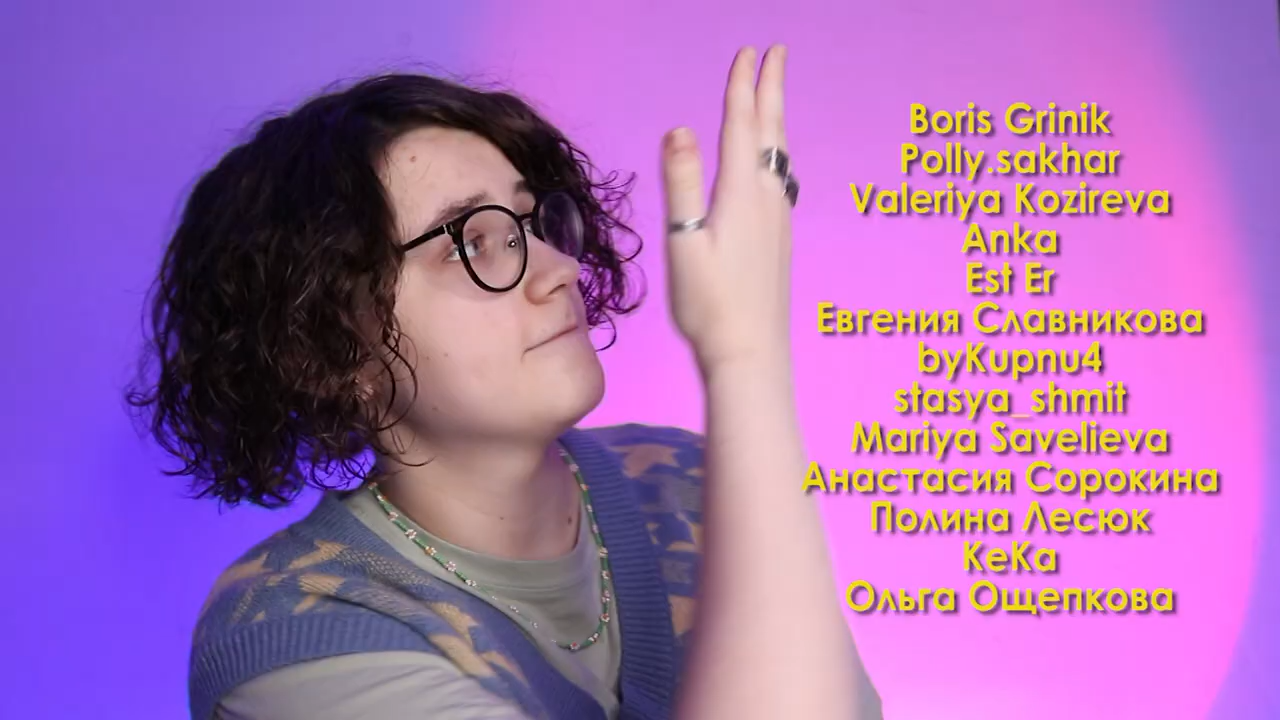 Boris Grinik
Polly.sakhar
Valeriya Kozireva
Anka
Est Er
Евгения Славникова
byKupnu4
stasya_shmit
Mariya Savelieva
Анастасия Сорокина
Полина Лесюк
КеКа
Ольга Ощепкова